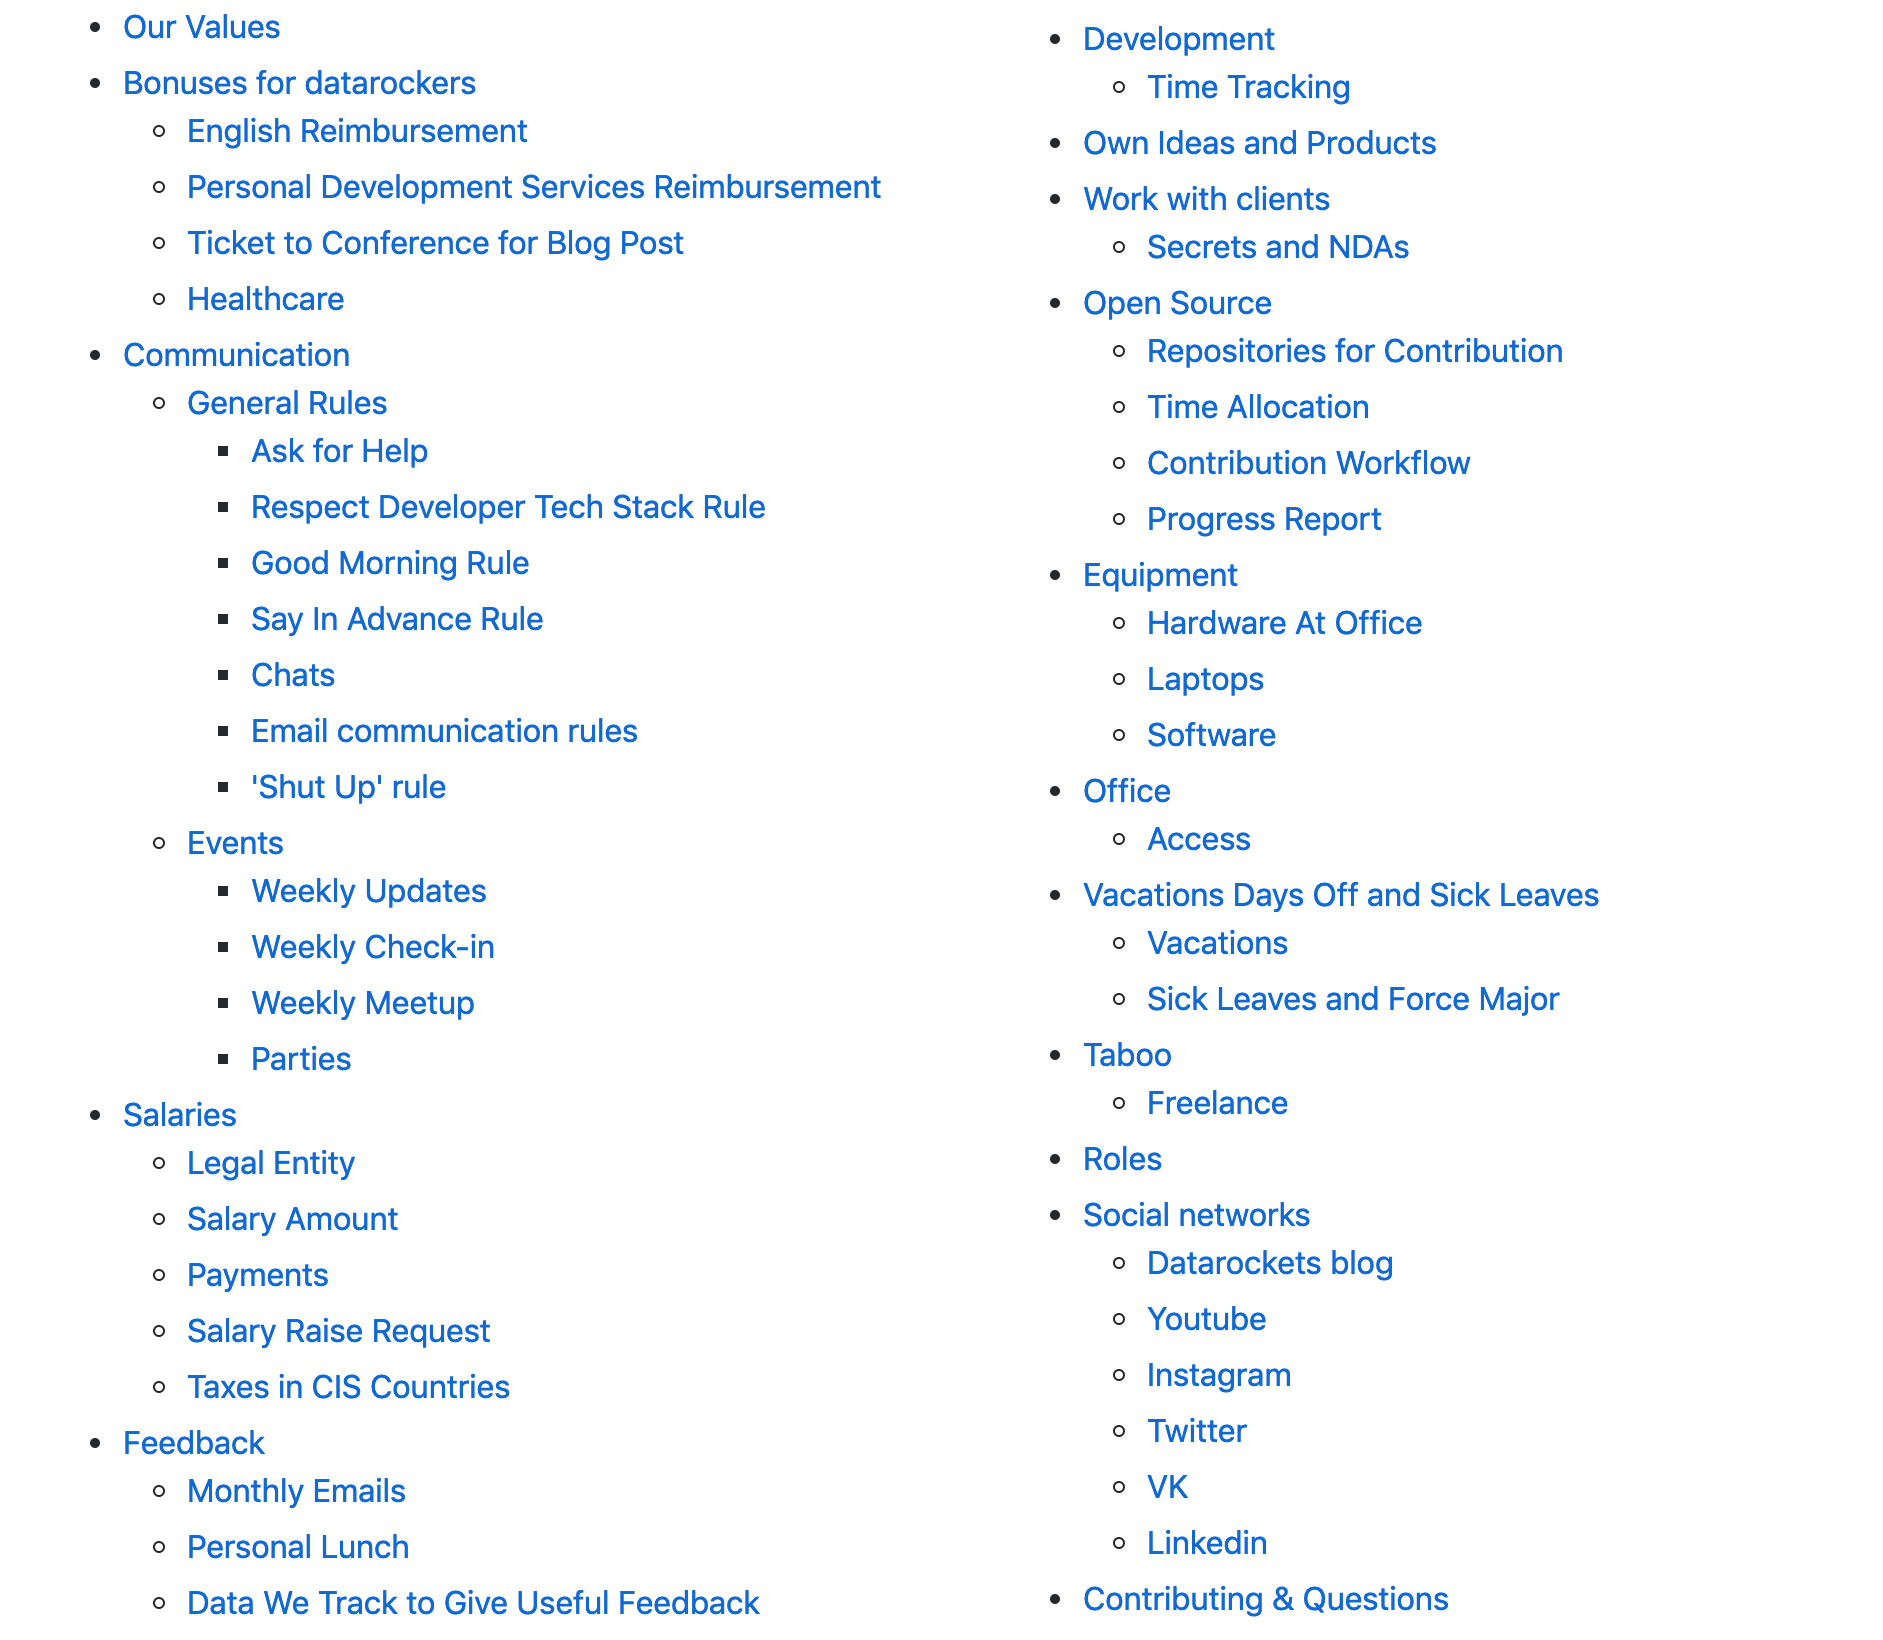 Our Values
Bonuses for datarockers
English Reimbursement
Personal Development Services Reimbursement
Ticket to Conference for Blog Post
Healthcare
Communication
General Rules
Ask for Help
Respect Developer Tech Stack Rule
Good Morning Rule
Say In Advance Rule
Chats
Email communication rules
'Shut Up' rule
Events
Weekly Updates
Weekly Check-in
Weekly Meetup
Parties
Salaries
Legal Entity
Salary Amount
Payments
Salary Raise Request
Taxes in CIS Countries
Feedback
Monthly Emails
Personal Lunch
Data We Track to Give Useful Feedback
Development
Time Tracking
Own Ideas and Products
Work with clients
Secrets and NDAs
Open Source
Repositories for Contribution
Time Allocation
Contribution Workflow
Progress Report
Equipment
Hardware At Office
Laptops
Software
Office
Access
Vacations Days Off and Sick Leaves
Vacations
Sick Leaves and Force Major
Taboo
Freelance
Roles
Social networks
Datarockets blog
Youtube
Instagram
Twitter
VK
Linkedin
Contributing & Questions